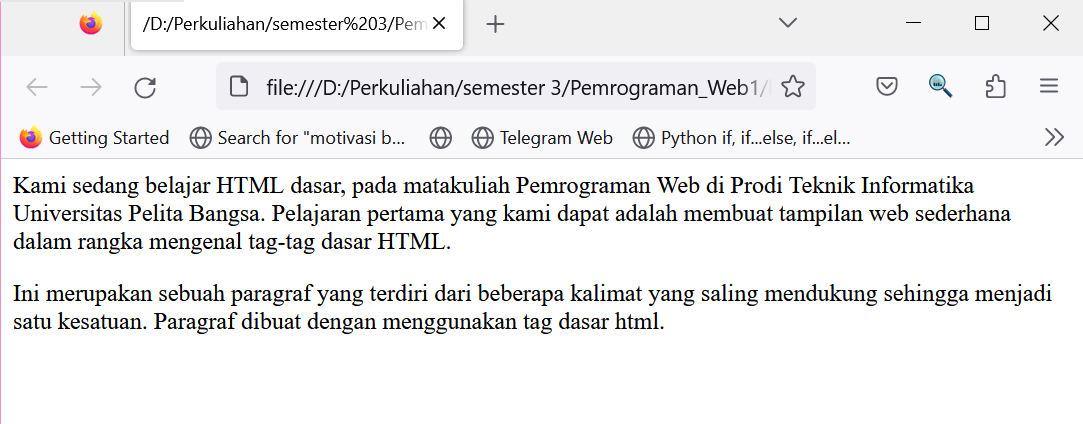 /D:/Perkuliahan/semester%203/Pem
file:///D:/Perkuliahan/semester 3/Pemrograman_Web1/
Getting Started Search for "motivasi b... Telegram Web Python if, if...else, if...el...
Kami sedang belajar HTML dasar, pada matakuliah Pemrograman Web di Prodi Teknik Informatika
Universitas Pelita Bangsa. Pelajaran pertama yang kami dapat adalah membuat tampilan web sederhana
dalam rangka mengenal tag-tag dasar HTML.
Ini merupakan sebuah paragraf yang terdiri dari beberapa kalimat yang saling mendukung sehingga menjadi
satu kesatuan. Paragraf dibuat dengan menggunakan tag dasar html.